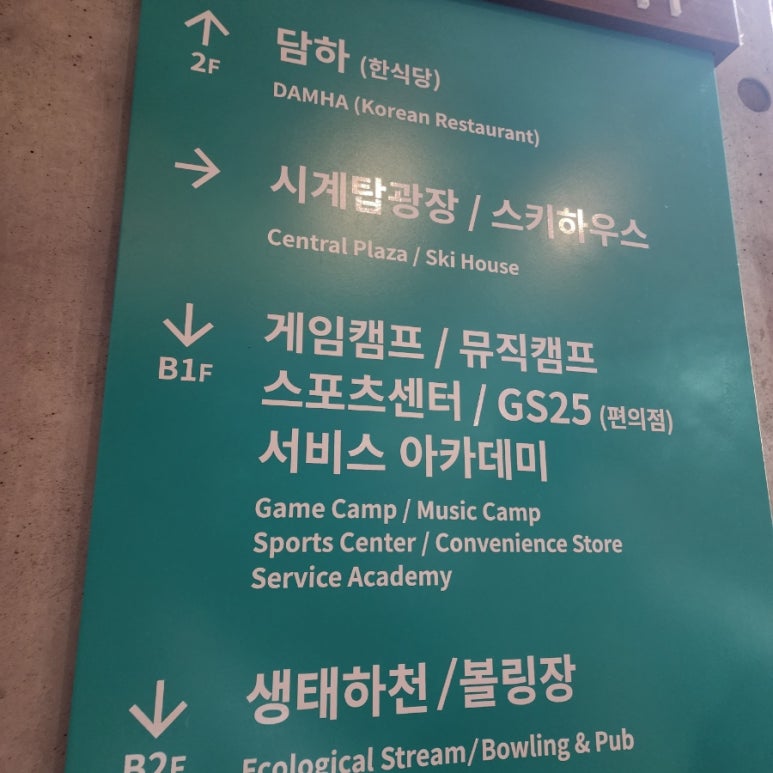 ↑ 담하 (한식당)
2F DAMHA (Korean Restaurant)
→ 시계탑광장 / 스키하우스
Central Plaza / Ski House
↓ 게임캠프 / 뮤직캠프
B1F 스포츠센터 / GS25 (편의점)
서비스 아카데미
Game Camp / Music Camp
Sports Center / Convenience Store
Service Academy
↓ 생태하천 / 볼링장
B2F Ecological Stream / Bowling & Pub